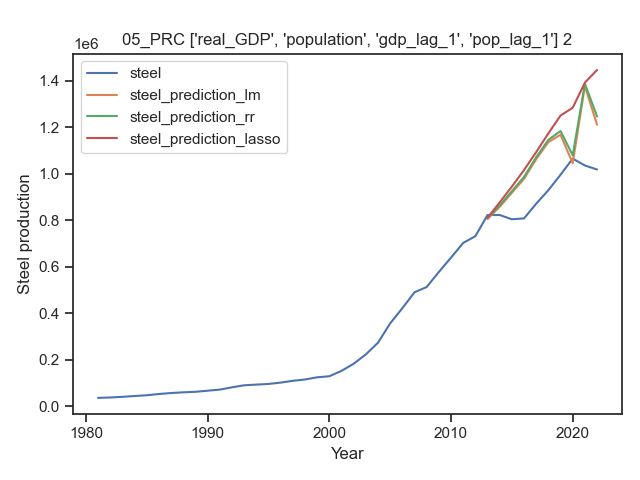 05_PRC ['real_GDP', 'population', 'gdp_lag_1', 'pop_lag_1'] 2
1e6
steel
steel_prediction_lm
steel_prediction_rr
steel_prediction_lasso
1.4
1.2
1.0
0.8
0.6
0.4
0.2
0.0
Steel production
1980 1990 2000 2010 2020
Year